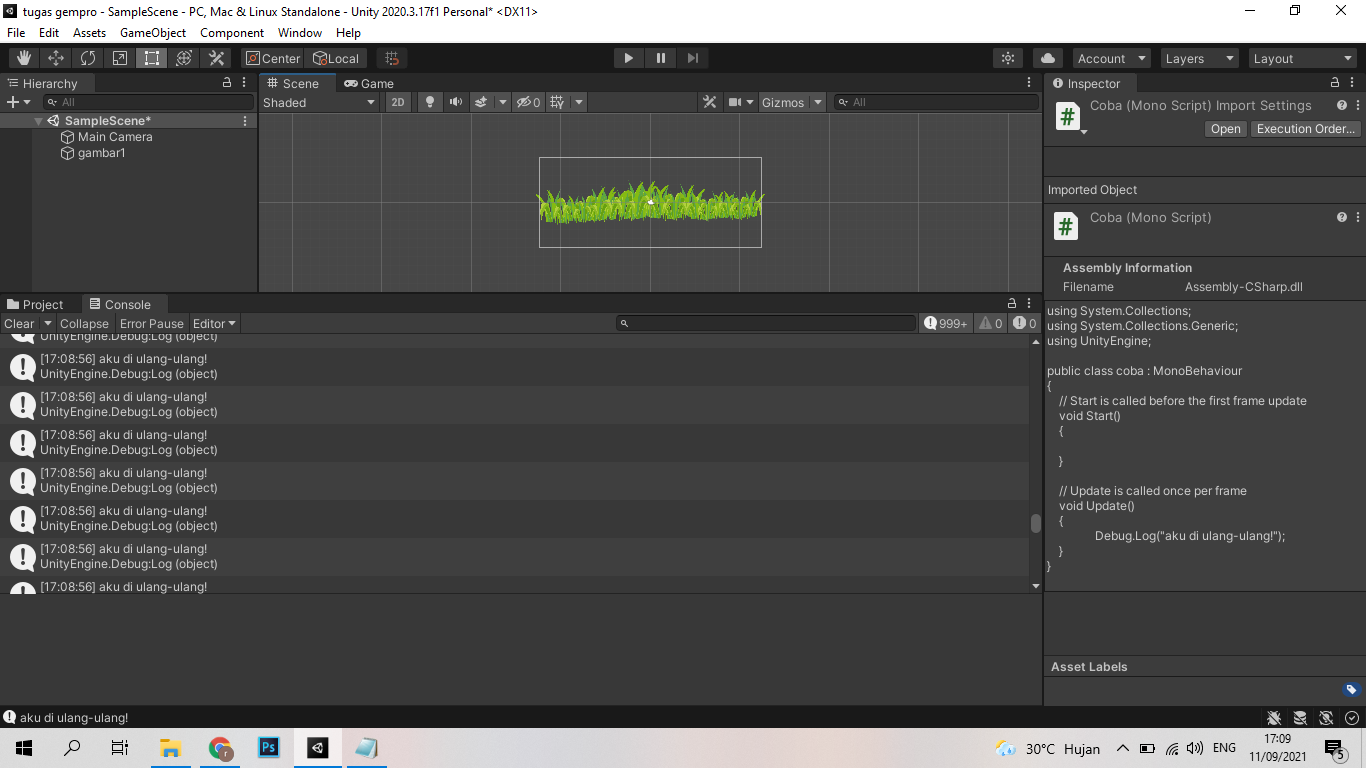 tugas gempro - SampleScene - PC, Mac & Linux Standalone - Unity 2020.3.17f1 Personal* <DX11>
File Edit Assets GameObject Component Window Help
Center Local Account Layers Layout
Hierarchy
All
SampleScene*
Main Camera
gambar1
Scene Game
Shaded 2D 0 Gizmos All
Inspector
Coba (Mono Script) Import Settings
Open Execution Order...
Imported Object
Coba (Mono Script)
Assembly Information
Filename Assembly-CSharp.dll
using System.Collections;
using System.Collections.Generic;
using UnityEngine;
public class coba : MonoBehaviour
{
// Start is called before the first frame update
void Start()
{
}
// Update is called once per frame
void Update()
{
Debug.Log("aku di ulang-ulang!");
}
}
Asset Labels
Project Console
Clear Collapse Error Pause Editor 999+ 0 0
UnityEngine.Debug:Log (object)
[17:08:56] aku di ulang-ulang!
UnityEngine.Debug:Log (object)
[17:08:56] aku di ulang-ulang!
UnityEngine.Debug:Log (object)
[17:08:56] aku di ulang-ulang!
UnityEngine.Debug:Log (object)
[17:08:56] aku di ulang-ulang!
UnityEngine.Debug:Log (object)
[17:08:56] aku di ulang-ulang!
UnityEngine.Debug:Log (object)
[17:08:56] aku di ulang-ulang!
UnityEngine.Debug:Log (object)
[17:08:56] aku di ulang-ulang!
aku di ulang-ulang!
r Ps 30°C Hujan ENG 17:09
11/09/2021 5